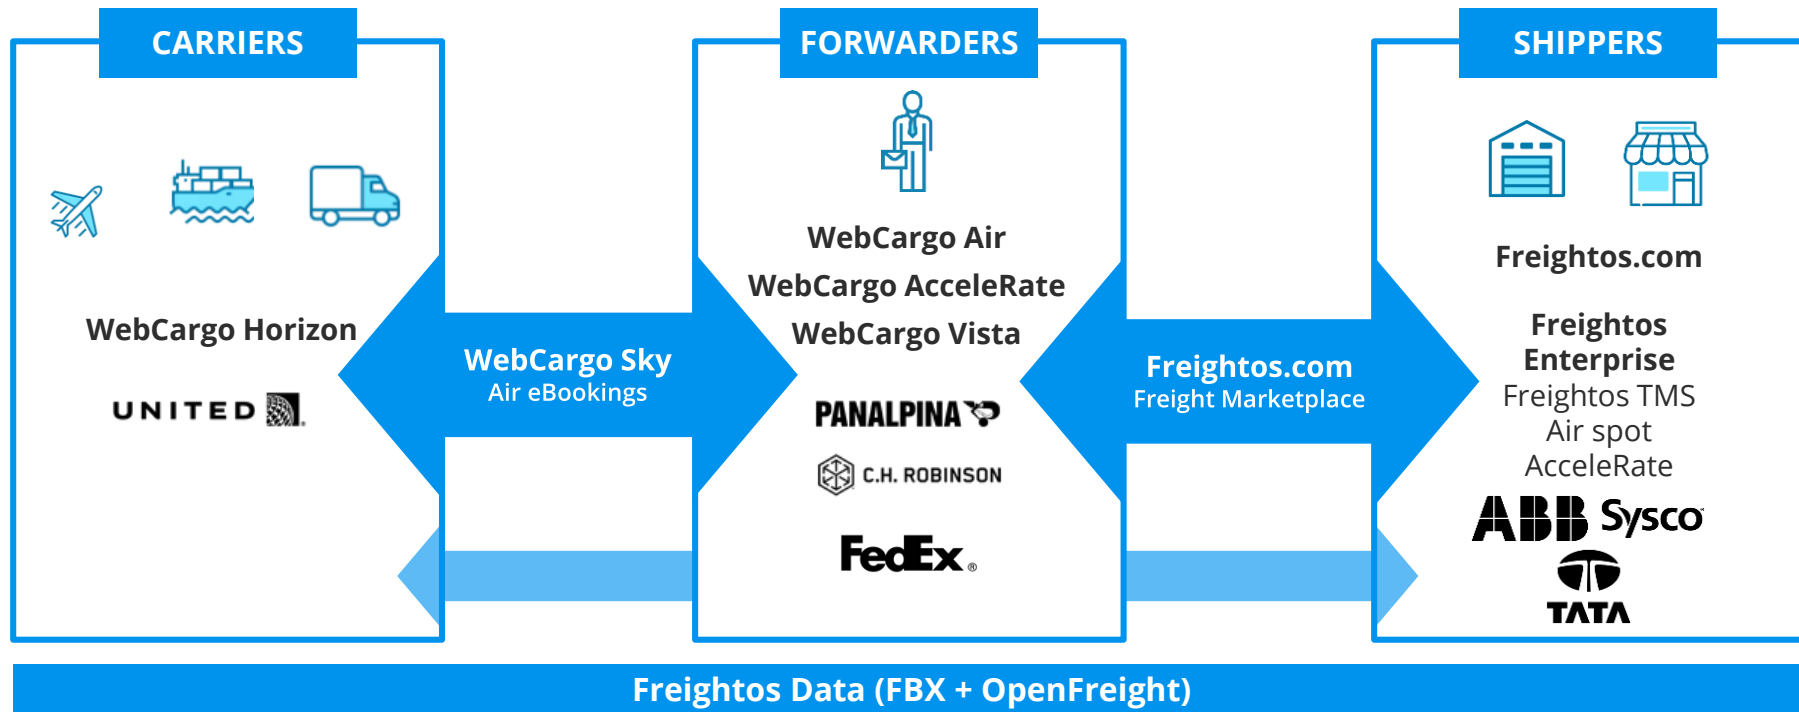 CARRIERS
WebCargo Horizon
UNITED
WebCargo Sky
Air eBookings
FORWARDERS
WebCargo Air
WebCargo AcceleRate
WebCargo Vista
PANALPINA
C.H. ROBINSON
FedEx®
Freightos.com
Freight Marketplace
SHIPPERS
Freightos.com
Freightos
Enterprise
Freightos TMS
Air spot
AcceleRate
ABB Sysco
TATA
Freightos Data (FBX + OpenFreight)